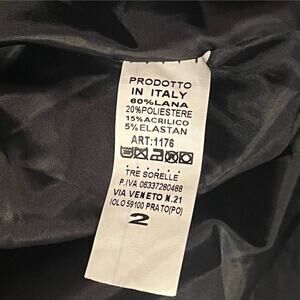 PRODOTTO
IN ITALY
60%LANA
20%POLIESTERE
15%ACRILICO
5%ELASTAN
ART:1176
TRE SORELLE
P.IVA 06337280488
VIA VENETO N.21
IOLO 59100 PRATO(PO)
2